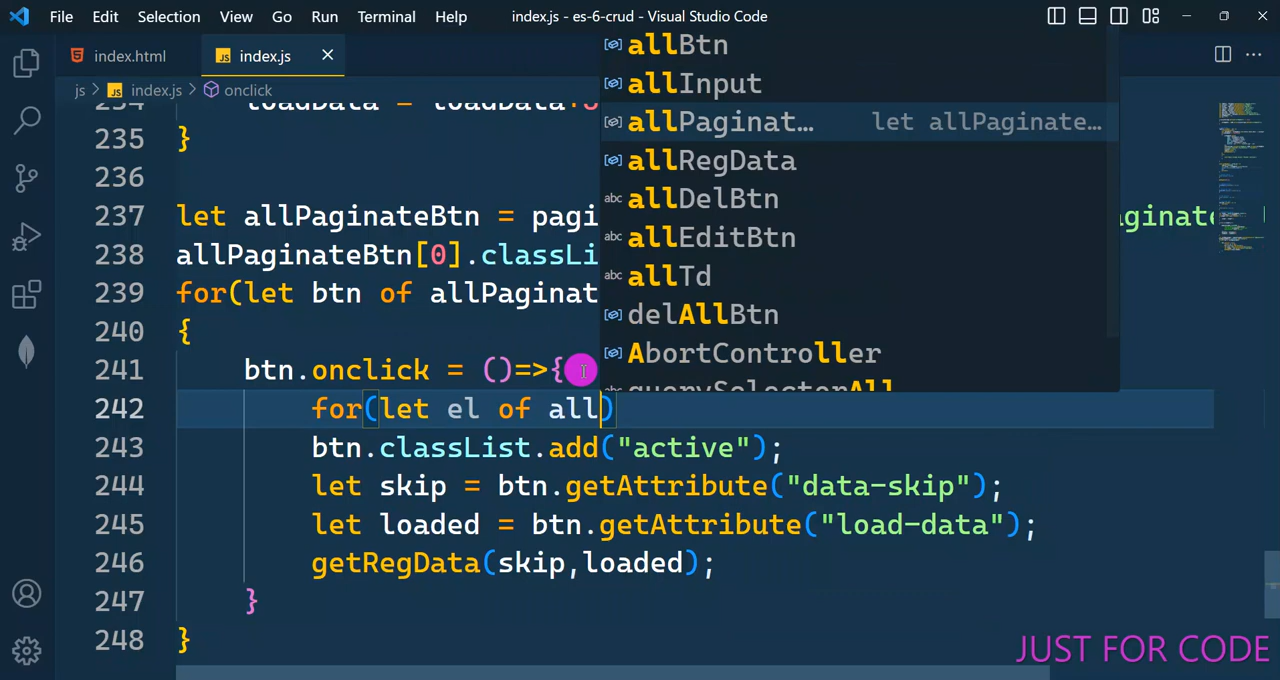 File Edit Selection View Go Run Terminal Help index.js - es-6-crud - Visual Studio Code
index.html index.js
js > index.js > onclick
235 }
236
237 let allPaginateBtn = pagi aginate
238 allPaginateBtn[0].classLi
239 for(let btn of allPaginat
240 {
241 btn.onclick = ()=>{
242 for(let el of all)
243 btn.classList.add("active");
244 let skip = btn.getAttribute("data-skip");
245 let loaded = btn.getAttribute("load-data");
246 getRegData(skip,loaded);
247 }
248 }
allBtn
allInput
allPaginat… let allPaginate…
allRegData
abc allDelBtn
abc allEditBtn
abc allTd
delAllBtn
AbortController
querySelectorAll
JUST FOR CODE